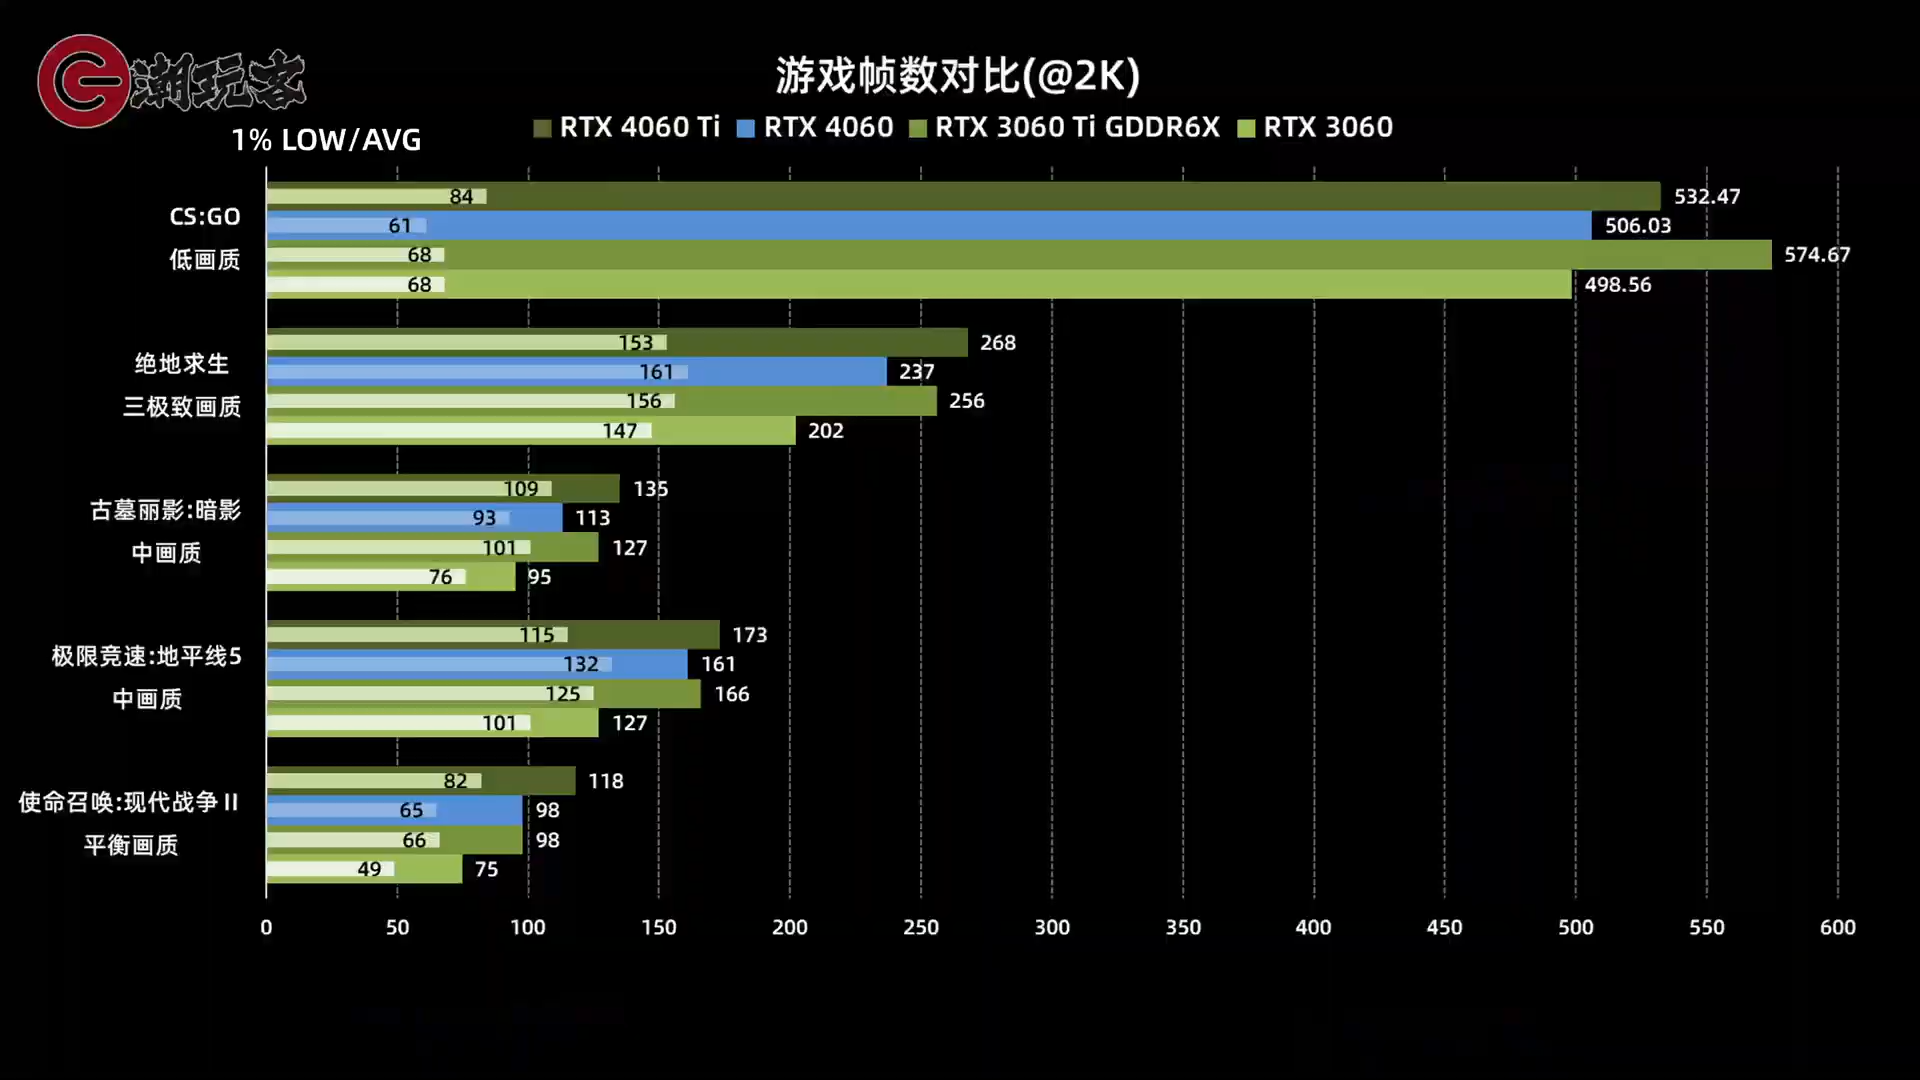 潮玩客
游戏帧数对比(@2K)
1% LOW/AVG
RTX 4060 Ti RTX 4060 RTX 3060 Ti GDDR6X RTX 3060
CS:GO
低画质
84 532.47
61 506.03
68 574.67
68 498.56
绝地求生
三极致画质
153 268
161 237
156 256
147 202
古墓丽影:暗影
中画质
109 135
93 113
101 127
76 95
极限竞速:地平线5
中画质
115 173
132 161
125 166
101 127
使命召唤:现代战争II
平衡画质
82 118
65 98
66 98
49 75
0 50 100 150 200 250 300 350 400 450 500 550 600